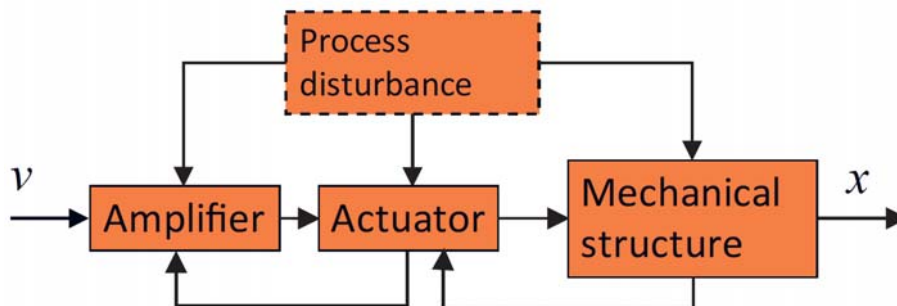 Process
disturbance
v
Amplifier
Actuator
Mechanical
structure
x